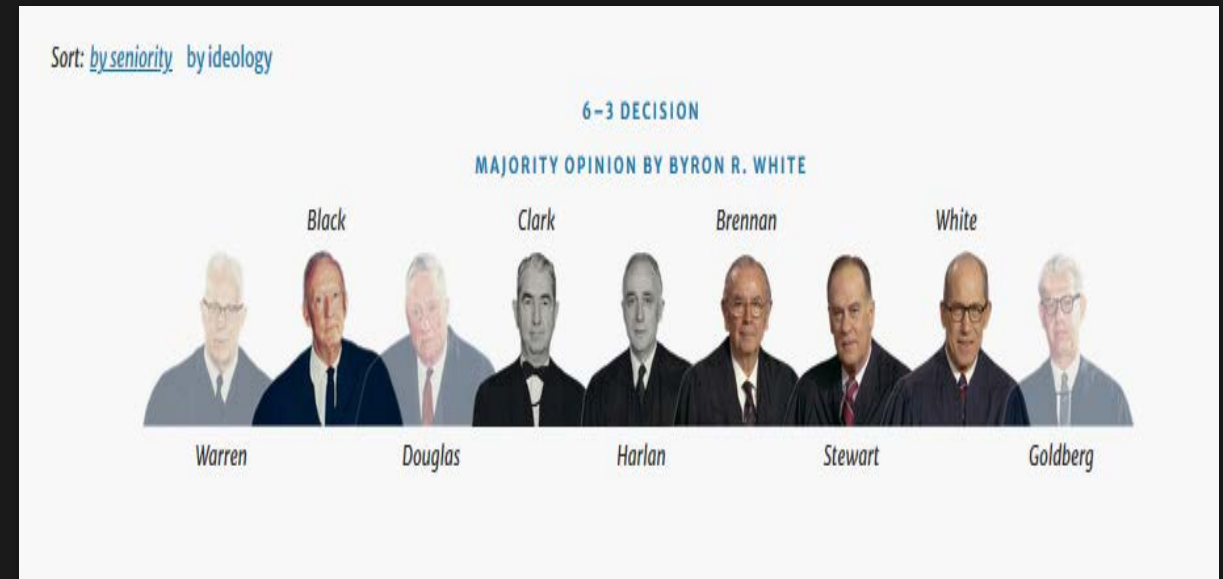 Sort: by seniority by ideology
6–3 DECISION
MAJORITY OPINION BY BYRON R. WHITE
Black Clark Brennan White
Warren Douglas Harlan Stewart Goldberg